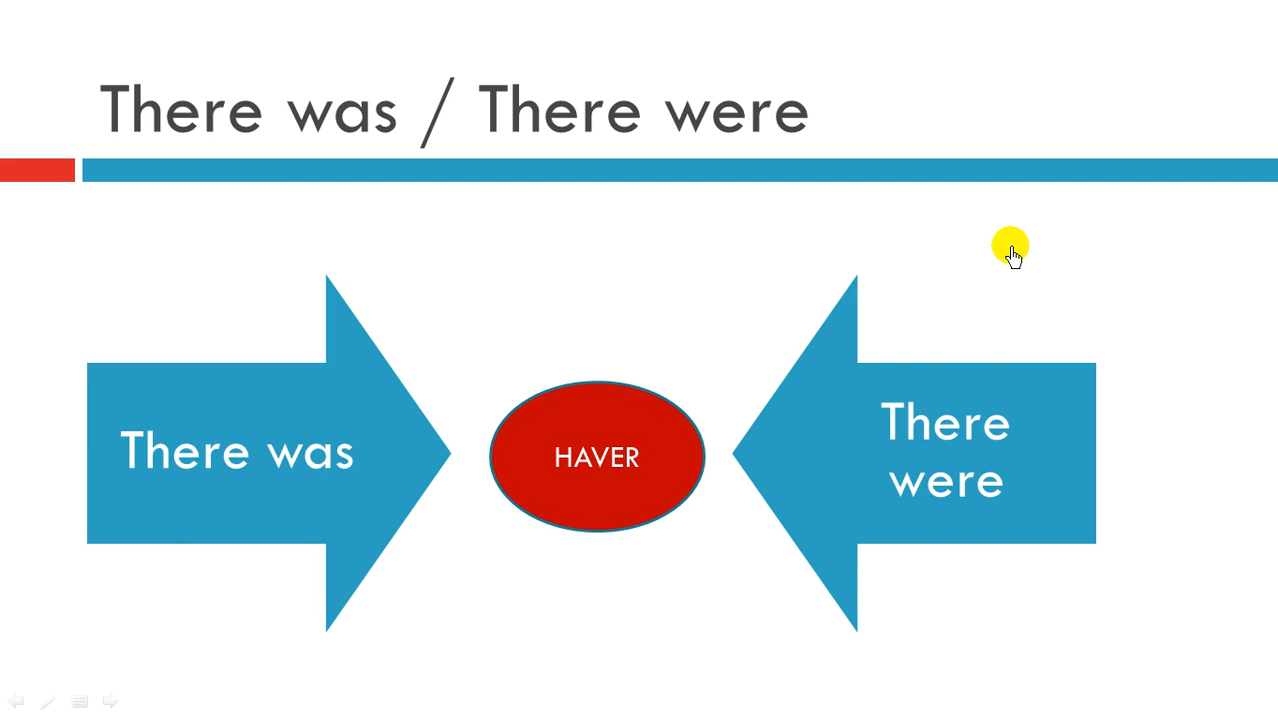 There was / There were
There was
HAVER
There
were